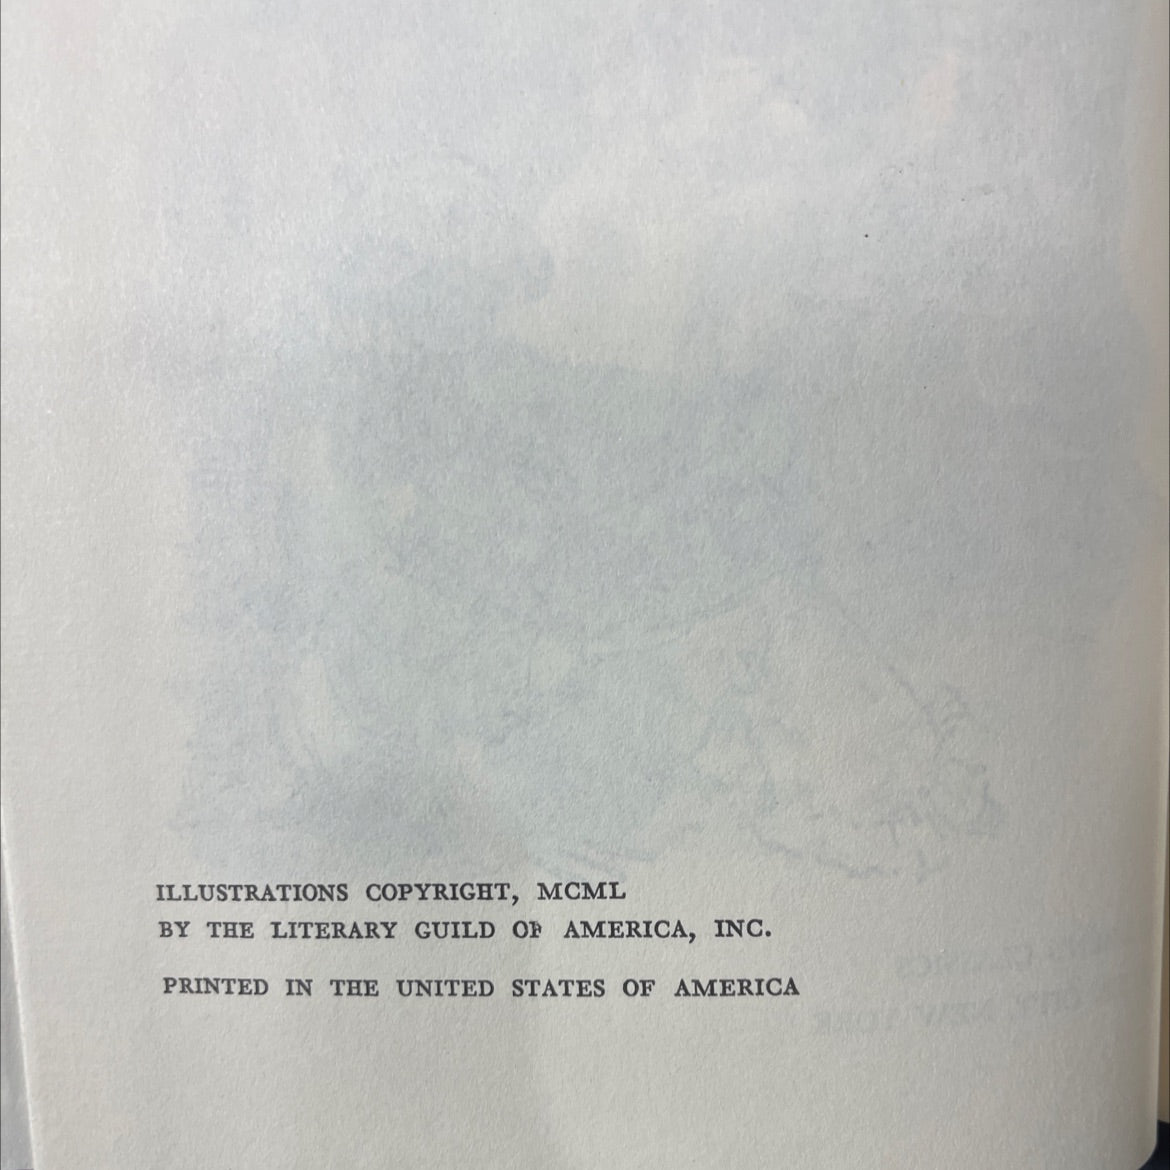 ILLUSTRATIONS COPYRIGHT, MCML
BY THE LITERARY GUILD OF AMERICA, INC.
PRINTED IN THE UNITED STATES OF AMERICA